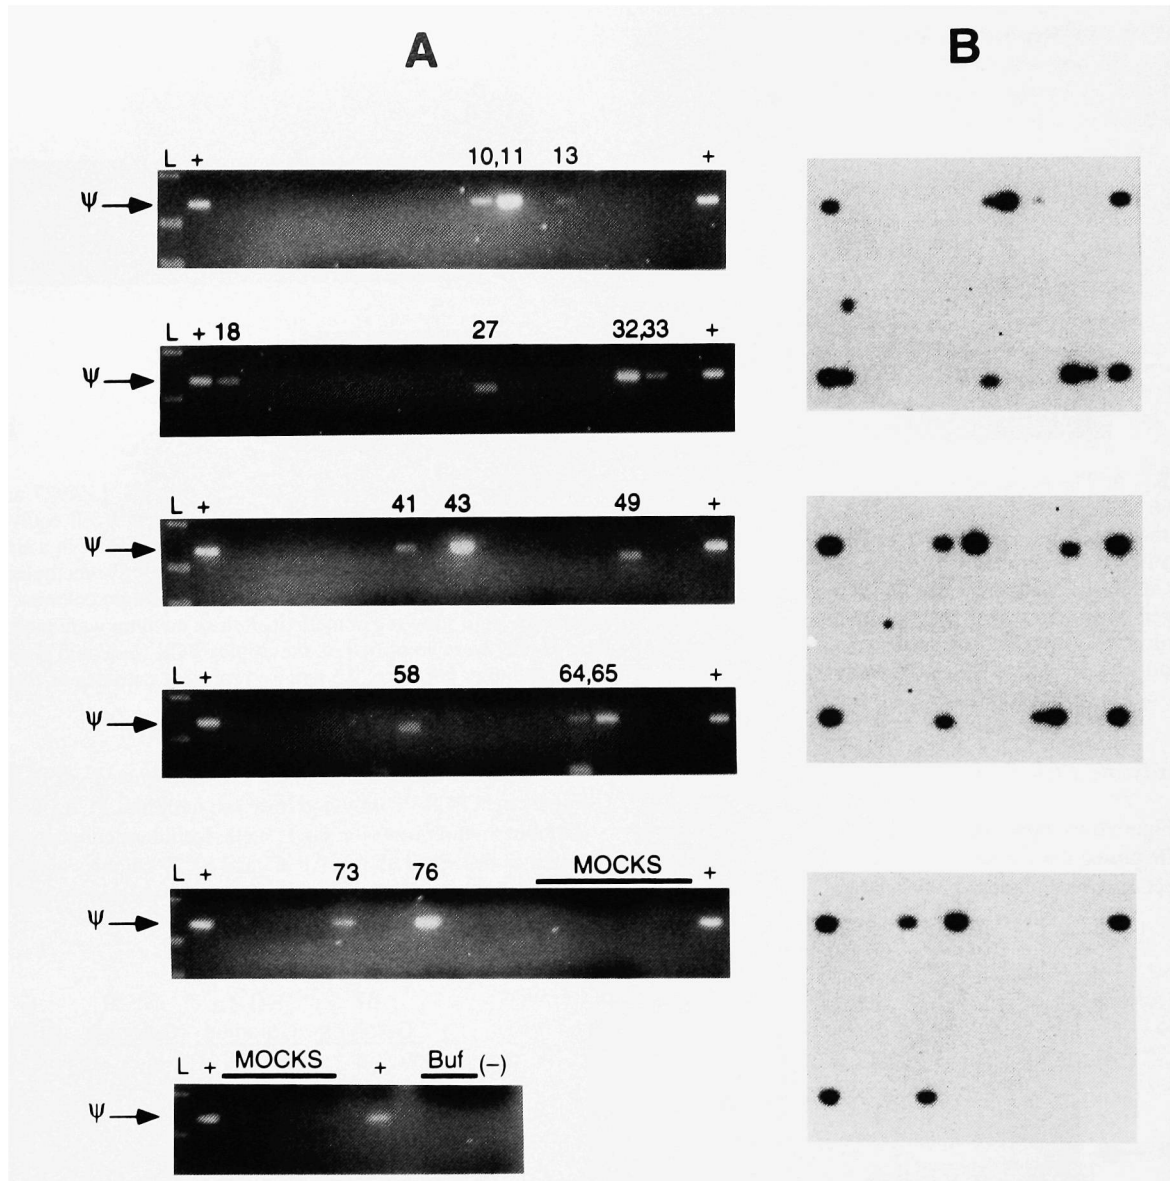 A B
L + 10,11 13 +
ψ
L + 18 27 32,33 +
ψ
L + 41 43 49 +
ψ
L + 58 64,65 +
ψ
L + 73 76 MOCKS +
ψ
L + MOCKS + Buf (–)
ψ